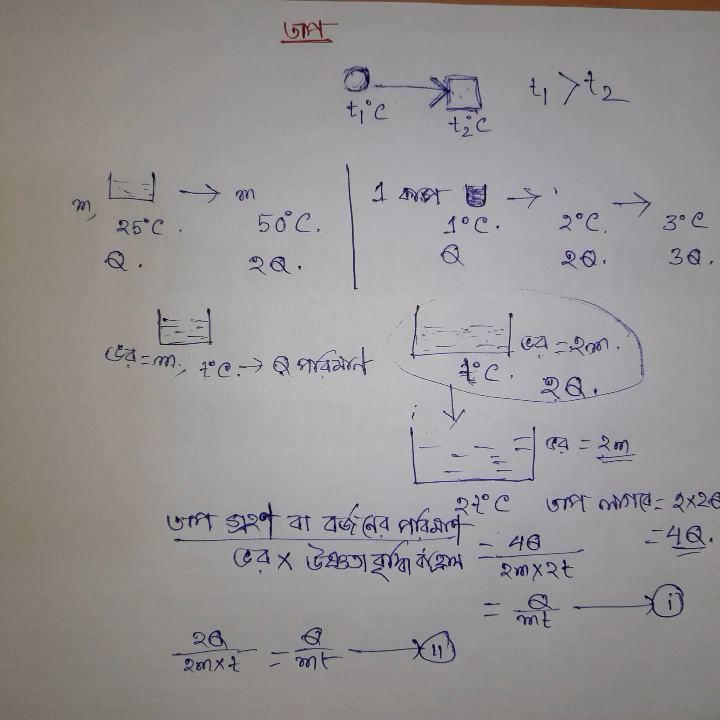 তাপ
t₁°C t₂°C t₁ > t₂
m, → m
25°C. 50°C.
Q. 2Q.
1 কাপ → →
1°C. 2°C. 3°C
Q 2Q. 3Q.
ভর = m, t°C. → Q পরিমাণ
ভর = 2m.
t°C.
2Q.
ভর = 2m
2t°C তাপ লাগবে = 2×2Q
= 4Q.
তাপ গ্রহণ বা বর্জনের পরিমাণ
ভর × উষ্ণতা বৃদ্ধি বা হ্রাস = 4Q / 2m×2t
= Q / mt → i
2Q / 2m×t = Q / mt → ii